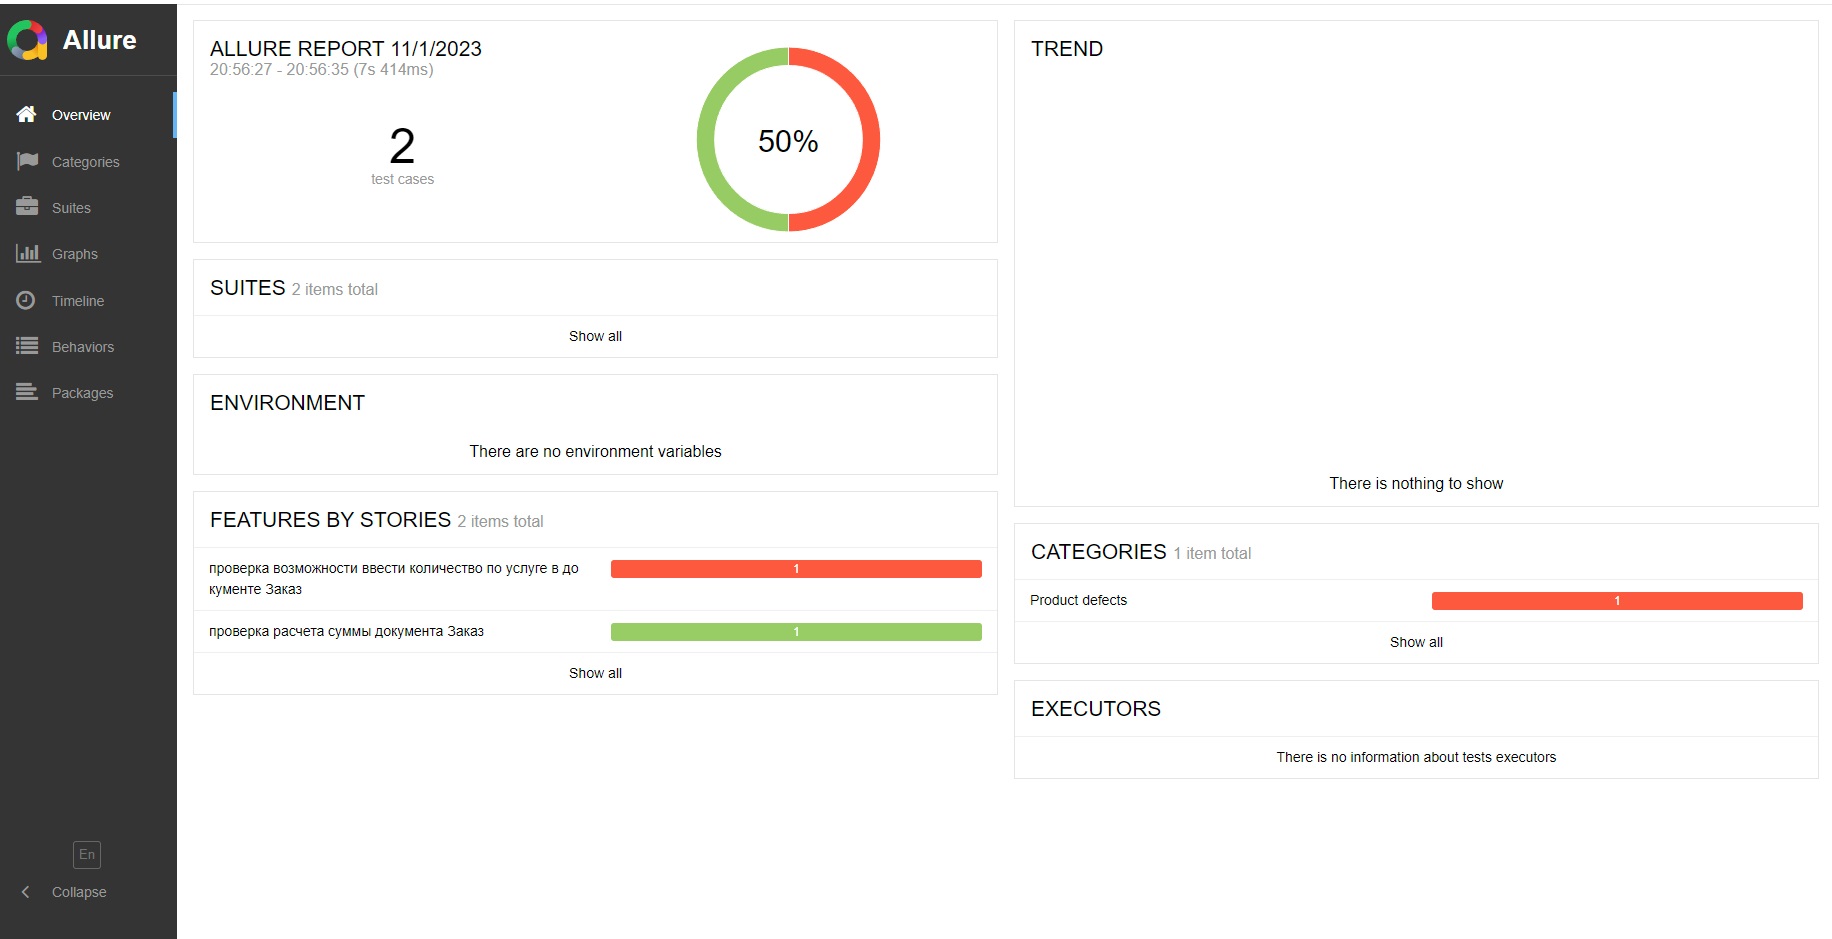 Allure
Overview
Categories
Suites
Graphs
Timeline
Behaviors
Packages
En
Collapse
ALLURE REPORT 11/1/2023
20:56:27 - 20:56:35 (7s 414ms)
2
test cases
50%
SUITES 2 items total
Show all
ENVIRONMENT
There are no environment variables
FEATURES BY STORIES 2 items total
проверка возможности ввести количество по услуге в до
кументе Заказ
1
проверка расчета суммы документа Заказ
1
Show all
TREND
There is nothing to show
CATEGORIES 1 item total
Product defects
1
Show all
EXECUTORS
There is no information about tests executors